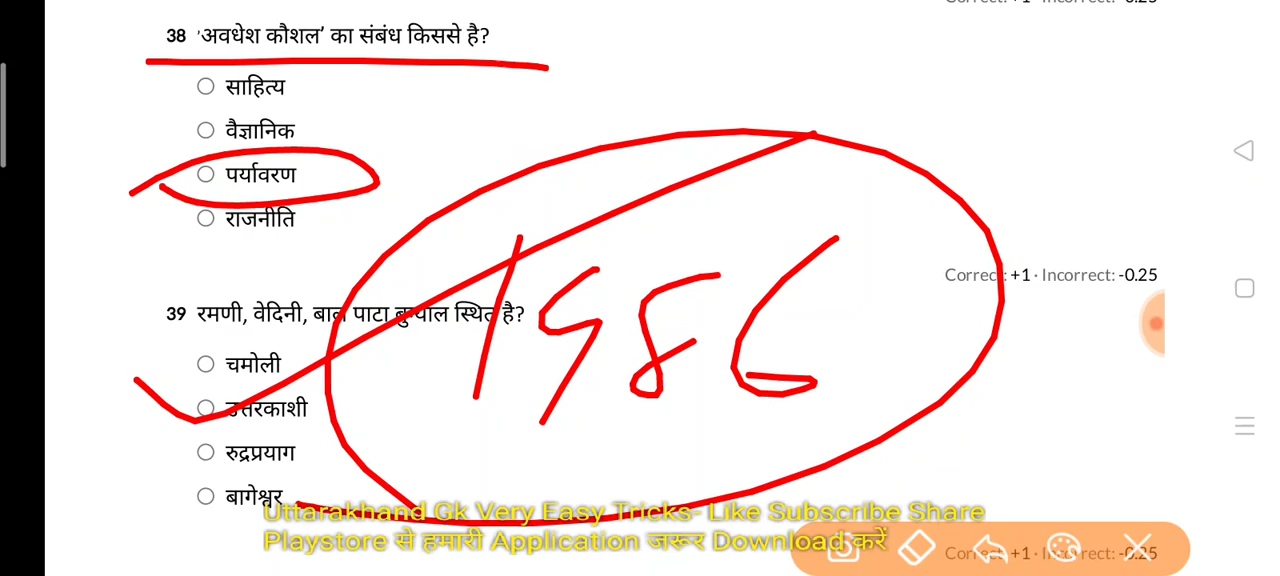 Correct: +1 · Incorrect: -0.25
38 'अवधेश कौशल' का संबंध किससे है?
साहित्य
वैज्ञानिक
पर्यावरण
राजनीति
1986
Correct: +1 · Incorrect: -0.25
39 रमणी, वेदिनी, बाल पाटा बुग्याल स्थित है?
चमोली
उत्तरकाशी
रुद्रप्रयाग
बागेश्वर
Uttarakhand Gk Very Easy Tricks- Like Subscribe Share
Playstore से हमारी Application जरूर Download करें
Correct: +1 · Incorrect: -0.25